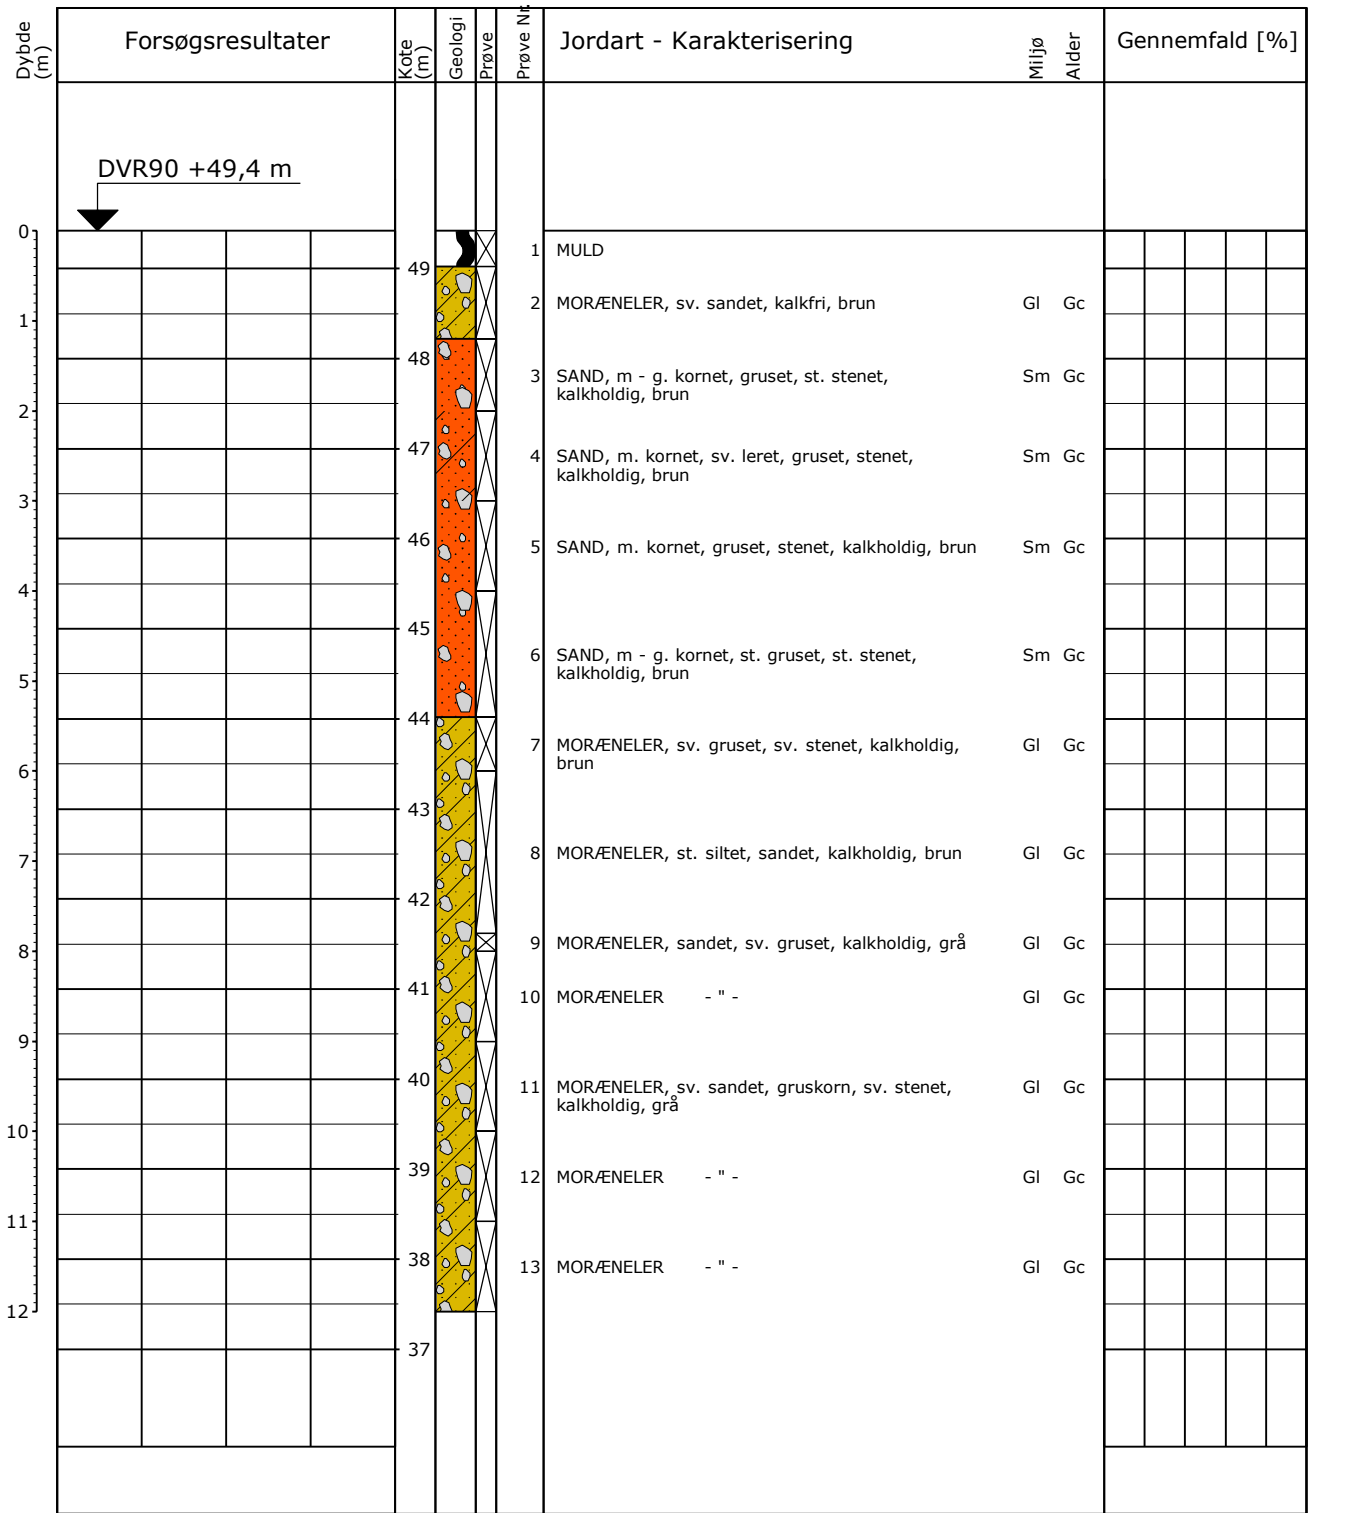 Dybde (m)
Forsøgsresultater
Kote (m)
Geologi
Prøve
Prøve Nr.
Jordart - Karakterisering
Miljø
Alder
Gennemfald [%]
DVR90 +49,4 m
0
1 MULD
49
2 MORÆNELER, sv. sandet, kalkfri, brun Gl Gc
1
48
3 SAND, m - g. kornet, gruset, st. stenet, Sm Gc
kalkholdig, brun
2
47
4 SAND, m. kornet, sv. leret, gruset, stenet, Sm Gc
kalkholdig, brun
3
46
5 SAND, m. kornet, gruset, stenet, kalkholdig, brun Sm Gc
4
45
6 SAND, m - g. kornet, st. gruset, st. stenet, Sm Gc
kalkholdig, brun
5
44
7 MORÆNELER, sv. gruset, sv. stenet, kalkholdig, Gl Gc
brun
6
43
8 MORÆNELER, st. siltet, sandet, kalkholdig, brun Gl Gc
7
42
9 MORÆNELER, sandet, sv. gruset, kalkholdig, grå Gl Gc
8
41
10 MORÆNELER - " - Gl Gc
9
40
11 MORÆNELER, sv. sandet, gruskorn, sv. stenet, Gl Gc
kalkholdig, grå
10
39
12 MORÆNELER - " - Gl Gc
11
38
13 MORÆNELER - " - Gl Gc
12
37